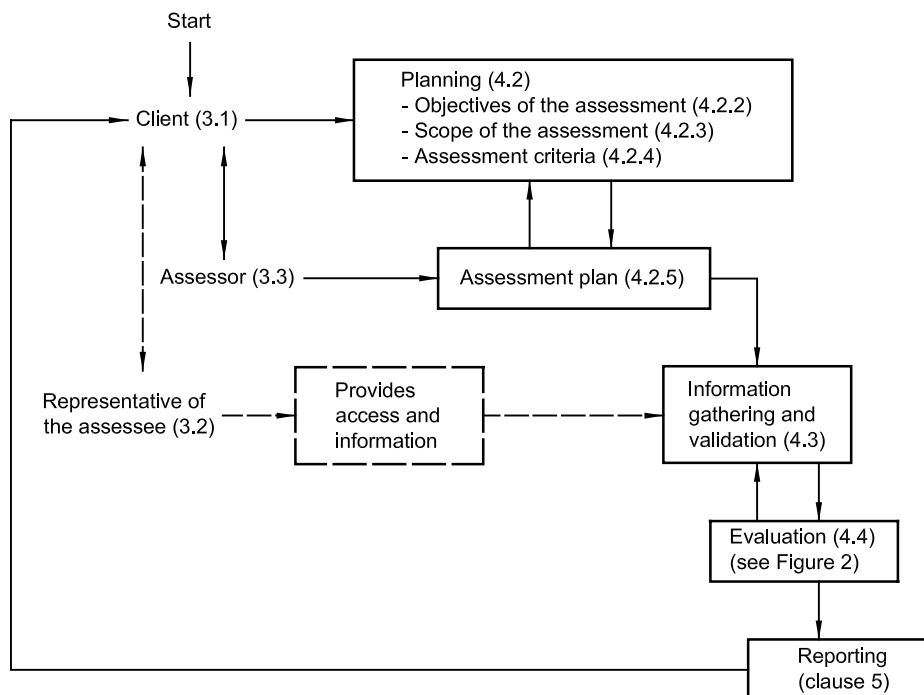 Start
Client (3.1)
Planning (4.2)
- Objectives of the assessment (4.2.2)
- Scope of the assessment (4.2.3)
- Assessment criteria (4.2.4)
Assessor (3.3)
Assessment plan (4.2.5)
Representative of
the assessee (3.2)
Provides
access and
information
Information
gathering and
validation (4.3)
Evaluation (4.4)
(see Figure 2)
Reporting
(clause 5)